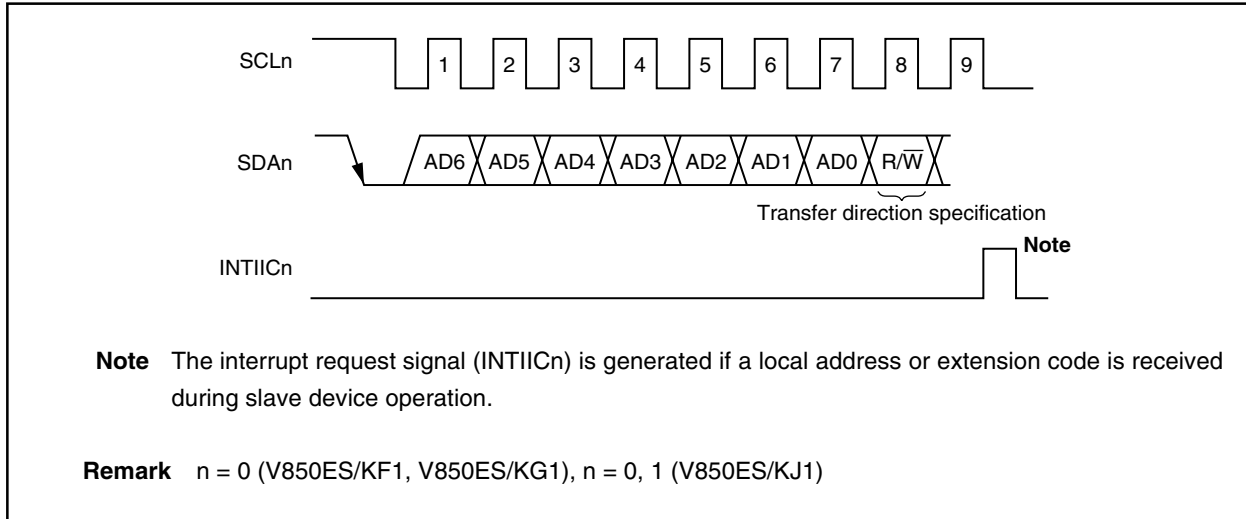 SCLn
1 2 3 4 5 6 7 8 9
SDAn
AD6 AD5 AD4 AD3 AD2 AD1 AD0 R/W̅
Transfer direction specification
INTIICn
Note
Note The interrupt request signal (INTIICn) is generated if a local address or extension code is received
during slave device operation.
Remark n = 0 (V850ES/KF1, V850ES/KG1), n = 0, 1 (V850ES/KJ1)